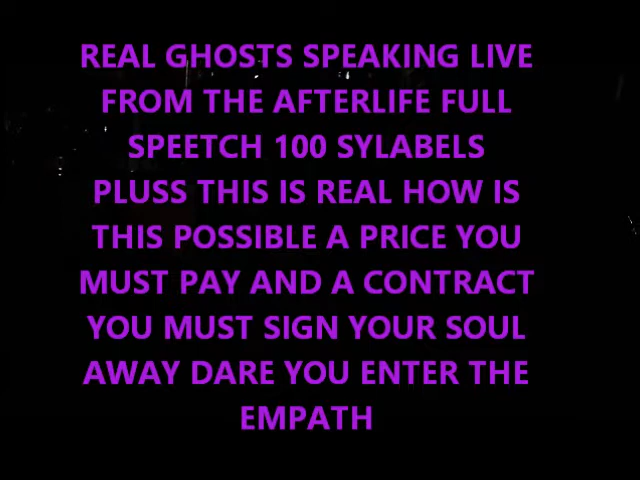 REAL GHOSTS SPEAKING LIVE
FROM THE AFTERLIFE FULL
SPEETCH 100 SYLABELS
PLUSS THIS IS REAL HOW IS
THIS POSSIBLE A PRICE YOU
MUST PAY AND A CONTRACT
YOU MUST SIGN YOUR SOUL
AWAY DARE YOU ENTER THE
EMPATH